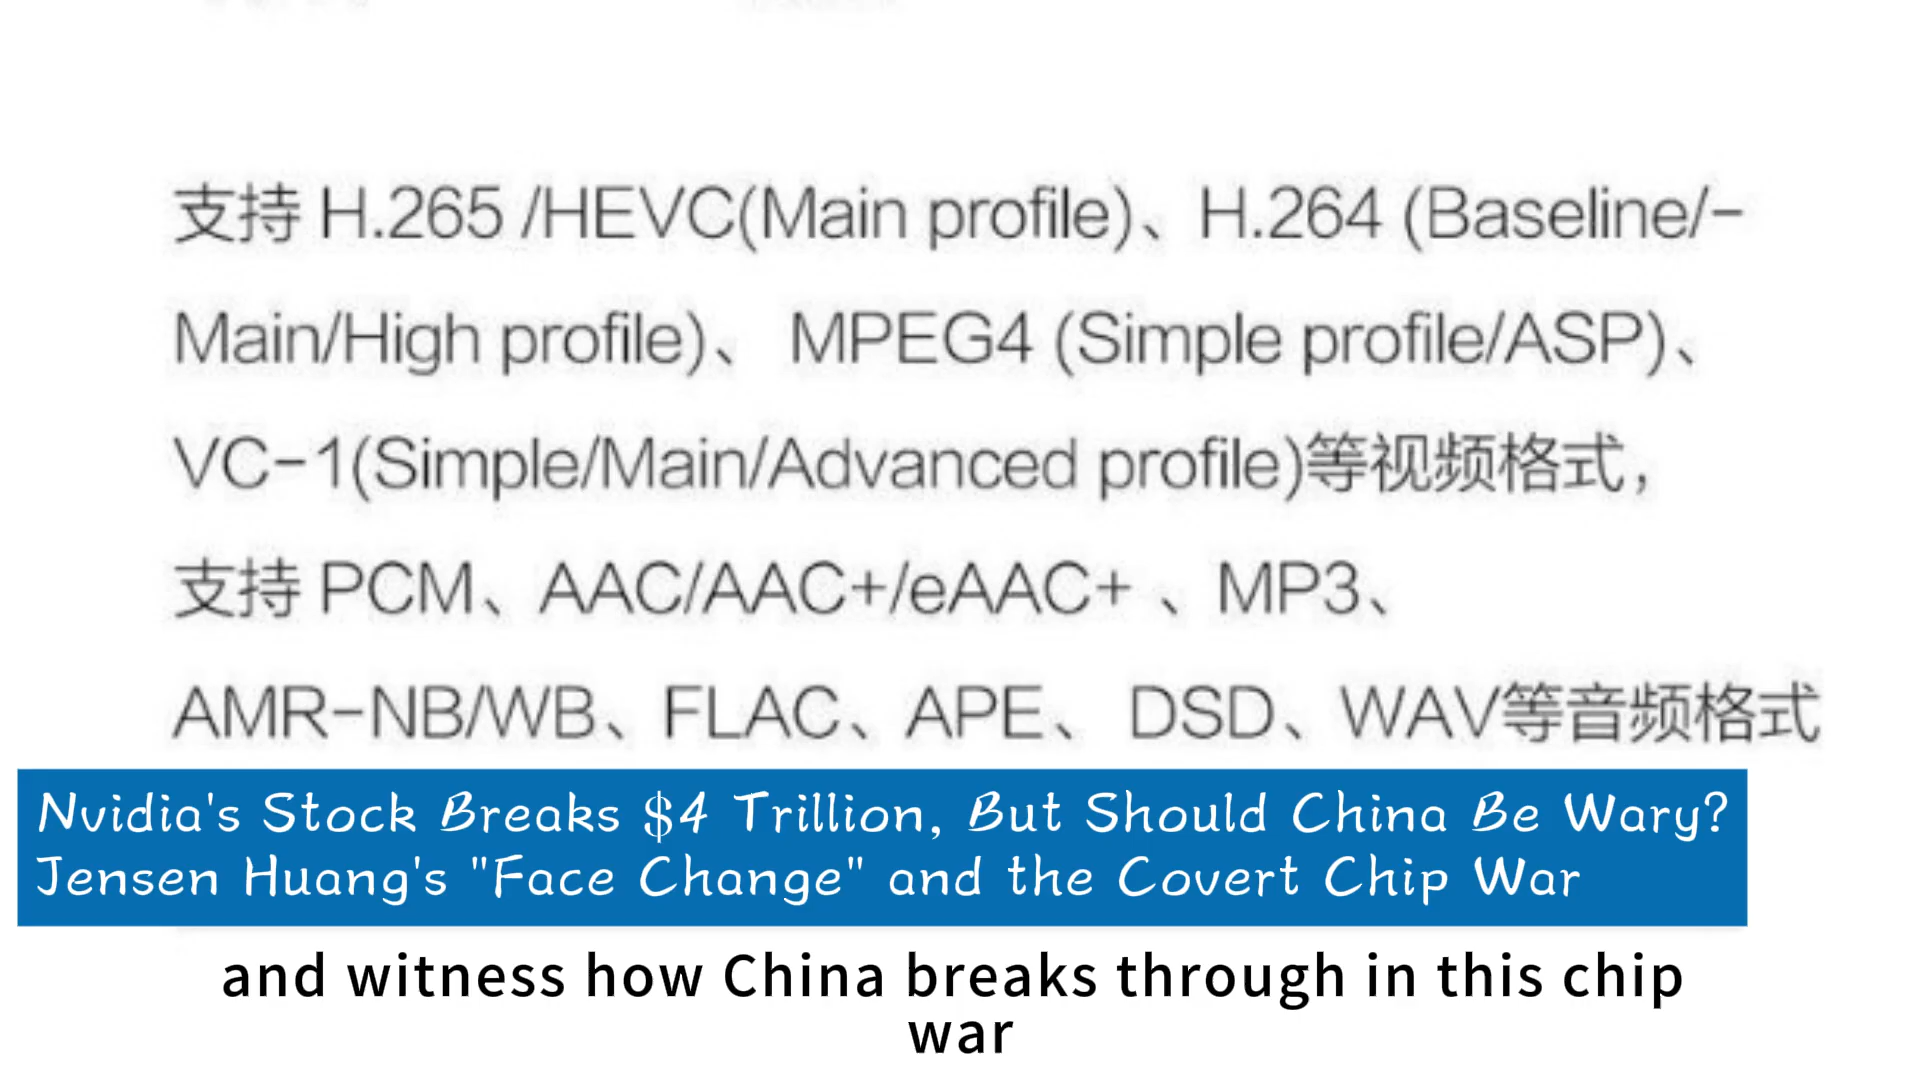 支持 H.265 /HEVC(Main profile)、H.264 (Baseline/-
Main/High profile)、 MPEG4 (Simple profile/ASP)、
VC-1(Simple/Main/Advanced profile)等视频格式，
支持 PCM、AAC/AAC+/eAAC+ 、MP3、
AMR-NB/WB、FLAC、APE、 DSD、WAV等音频格式
Nvidia's Stock Breaks $4 Trillion, But Should China Be Wary?
Jensen Huang's "Face Change" and the Covert Chip War
and witness how China breaks through in this chip
war